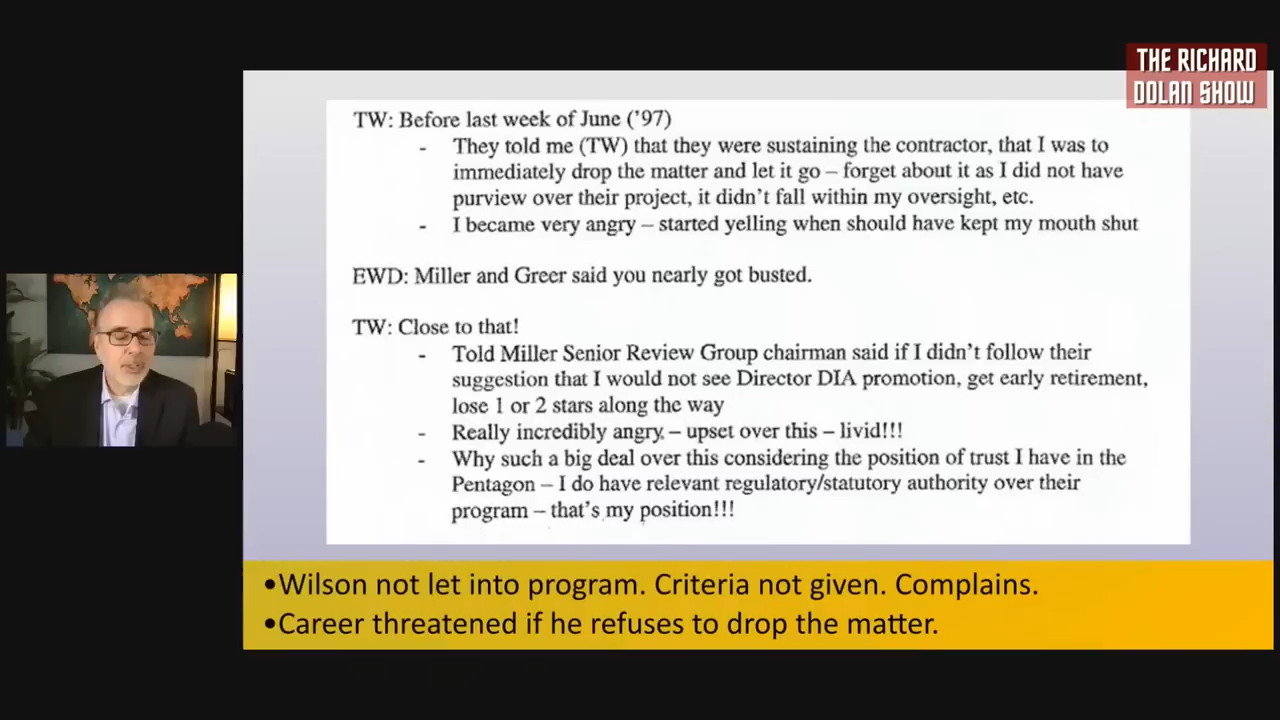 THE RICHARD
DOLAN SHOW
TW: Before last week of June ('97)
- They told me (TW) that they were sustaining the contractor, that I was to
immediately drop the matter and let it go – forget about it as I did not have
purview over their project, it didn't fall within my oversight, etc.
- I became very angry – started yelling when should have kept my mouth shut
EWD: Miller and Greer said you nearly got busted.
TW: Close to that!
- Told Miller Senior Review Group chairman said if I didn't follow their
suggestion that I would not see Director DIA promotion, get early retirement,
lose 1 or 2 stars along the way
- Really incredibly angry – upset over this – livid!!!
- Why such a big deal over this considering the position of trust I have in the
Pentagon – I do have relevant regulatory/statutory authority over their
program – that's my position!!!
•Wilson not let into program. Criteria not given. Complains.
•Career threatened if he refuses to drop the matter.